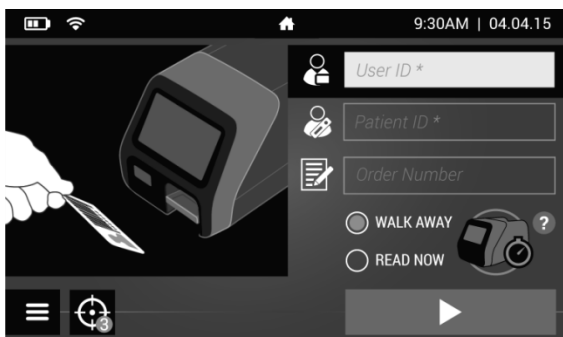 9:30AM | 04.04.15
User ID *
Patient ID *
Order Number
WALK AWAY
?
READ NOW
3